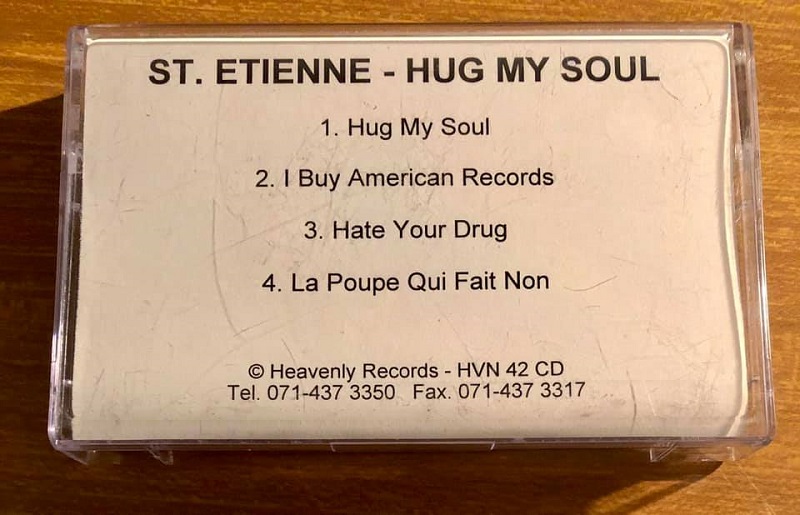 ST. ETIENNE - HUG MY SOUL
1. Hug My Soul
2. I Buy American Records
3. Hate Your Drug
4. La Poupe Qui Fait Non
© Heavenly Records - HVN 42 CD
Tel. 071-437 3350 Fax. 071-437 3317